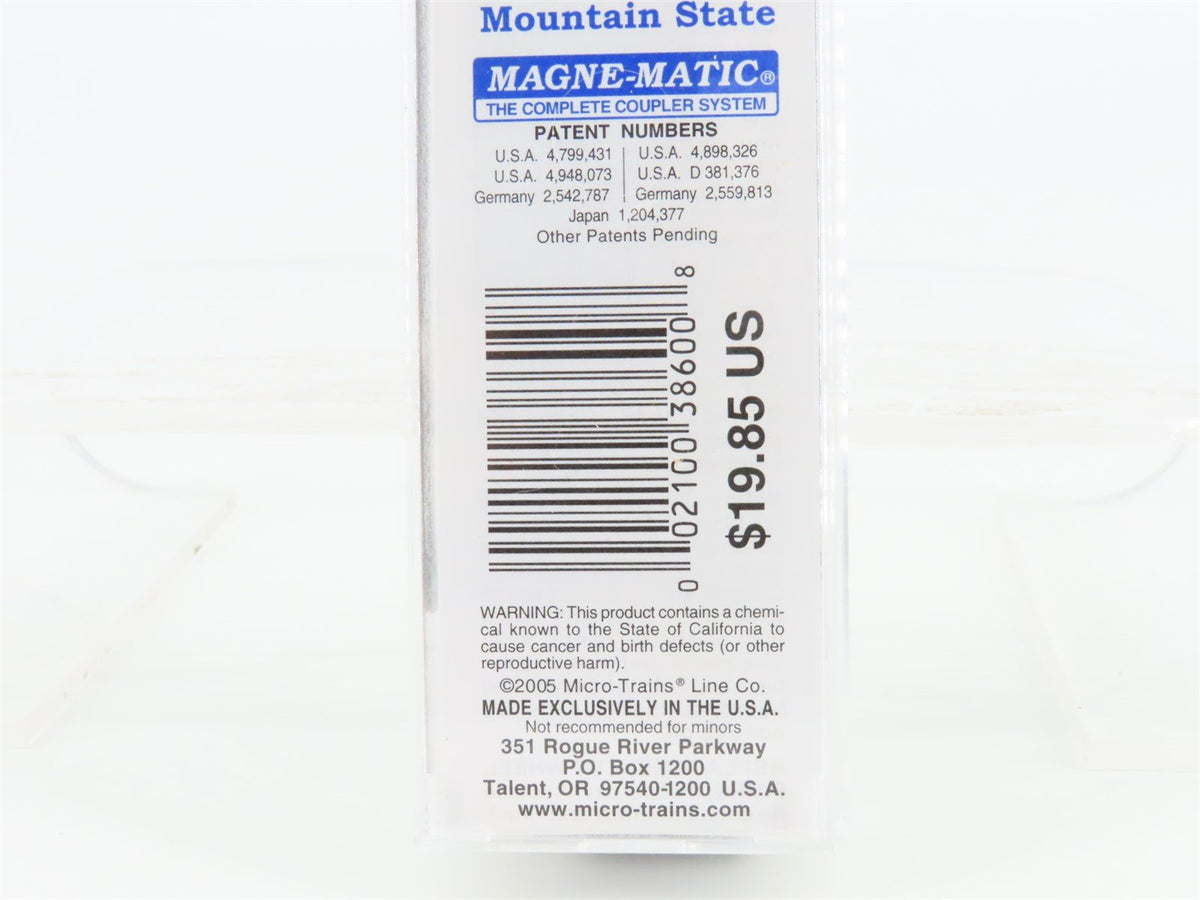 Mountain State
MAGNE-MATIC®
THE COMPLETE COUPLER SYSTEM
PATENT NUMBERS
U.S.A. 4,799,431 | U.S.A. 4,898,326
U.S.A. 4,948,073 | U.S.A. D 381,376
Germany 2,542,787 | Germany 2,559,813
Japan 1,204,377
Other Patents Pending
0 02100 38600 8
$19.85 US
WARNING: This product contains a chemi-
cal known to the State of California to
cause cancer and birth defects (or other
reproductive harm).
©2005 Micro-Trains® Line Co.
MADE EXCLUSIVELY IN THE U.S.A.
Not recommended for minors
351 Rogue River Parkway
P.O. Box 1200
Talent, OR 97540-1200 U.S.A.
www.micro-trains.com